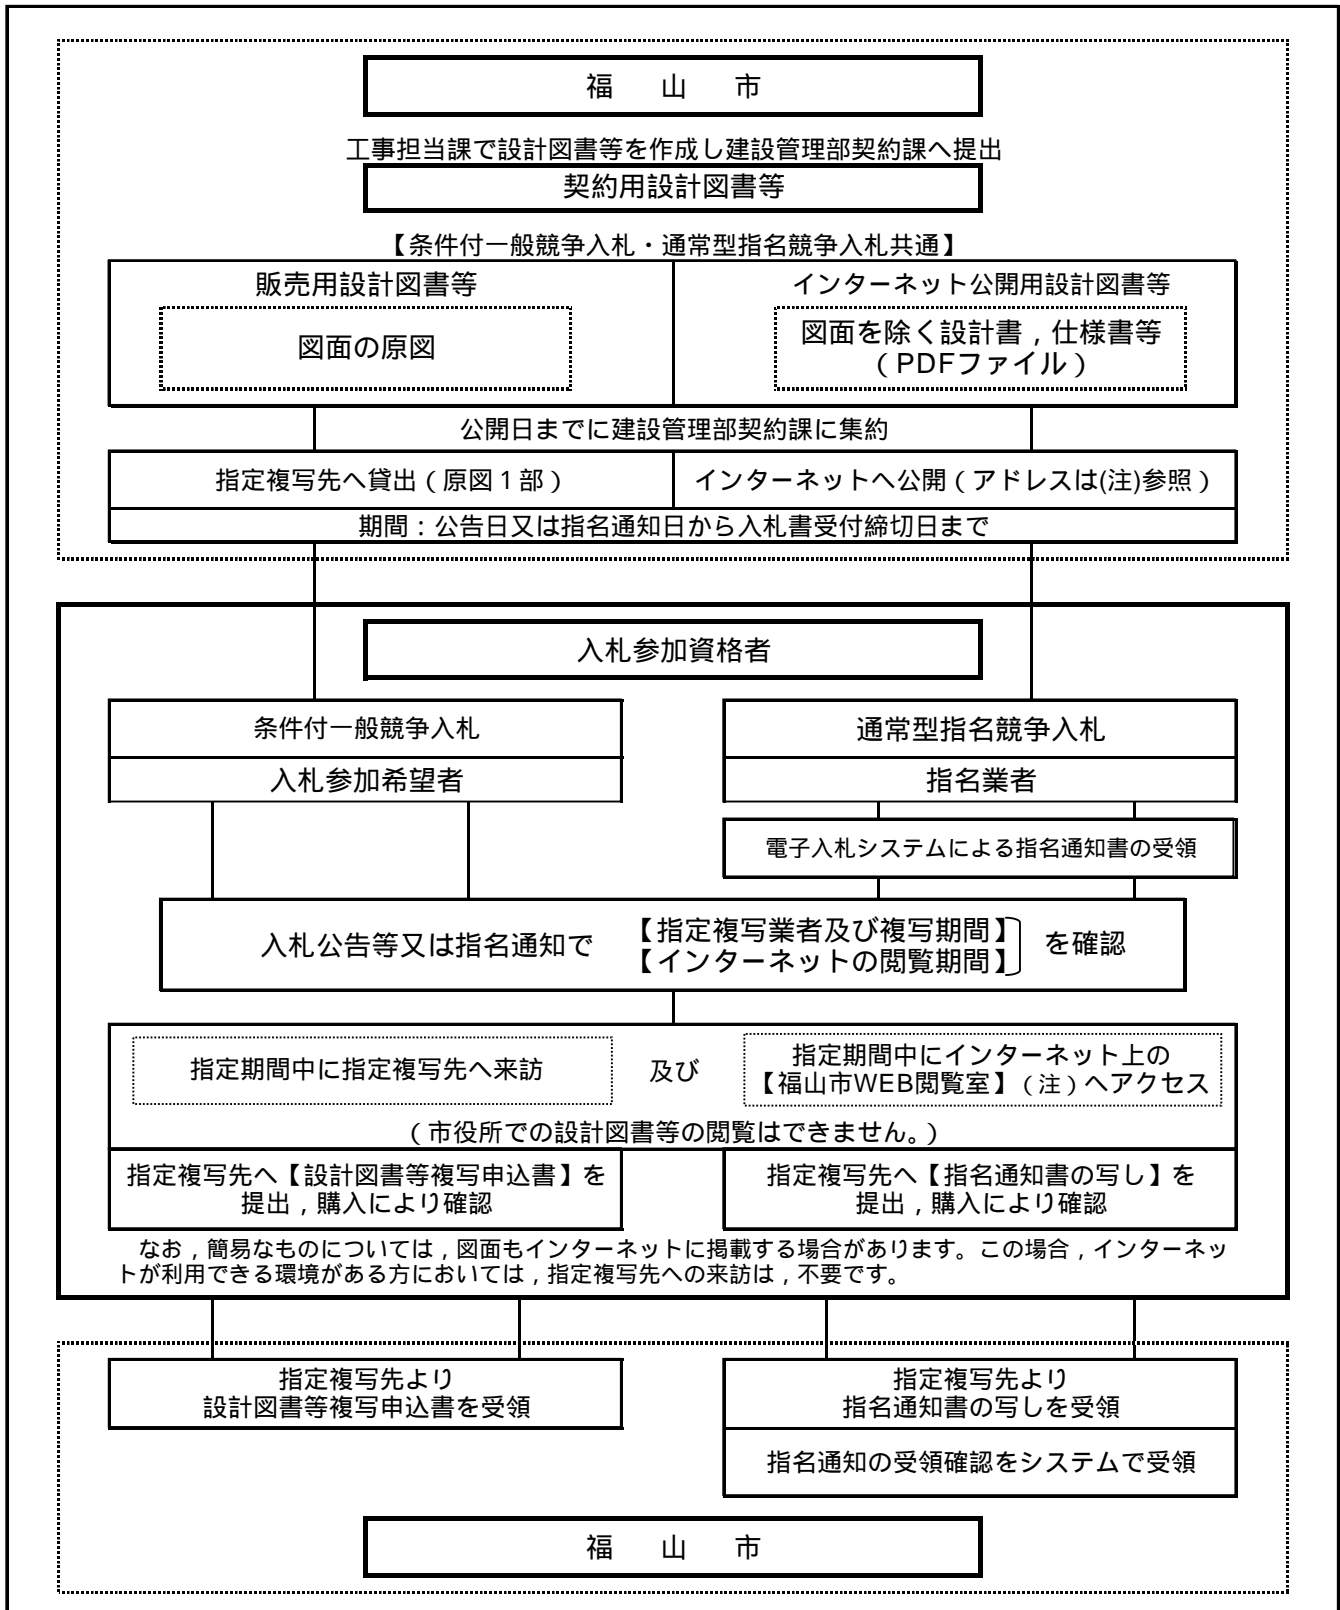 福　山　市
工事担当課で設計図書等を作成し建設管理部契約課へ提出
契約用設計図書等
【条件付一般競争入札・通常型指名競争入札共通】
販売用設計図書等
図面の原図
インターネット公開用設計図書等
図面を除く設計書，仕様書等
（PDFファイル）
公開日までに建設管理部契約課に集約
指定複写先へ貸出（原図１部）
インターネットへ公開（アドレスは(注)参照）
期間：公告日又は指名通知日から入札書受付締切日まで
入札参加資格者
条件付一般競争入札
入札参加希望者
通常型指名競争入札
指名業者
電子入札システムによる指名通知書の受領
入札公告等又は指名通知で
【指定複写業者及び複写期間】
【インターネットの閲覧期間】
を確認
指定期間中に指定複写先へ来訪
及び
指定期間中にインターネット上の
【福山市WEB閲覧室】（注）へアクセス
（市役所での設計図書等の閲覧はできません。）
指定複写先へ【設計図書等複写申込書】を
提出，購入により確認
指定複写先へ【指名通知書の写し】を
提出，購入により確認
なお，簡易なものについては，図面もインターネットに掲載する場合があります。この場合，インターネッ
トが利用できる環境がある方においては，指定複写先への来訪は，不要です。
指定複写先より
設計図書等複写申込書を受領
指定複写先より
指名通知書の写しを受領
指名通知の受領確認をシステムで受領
福　山　市